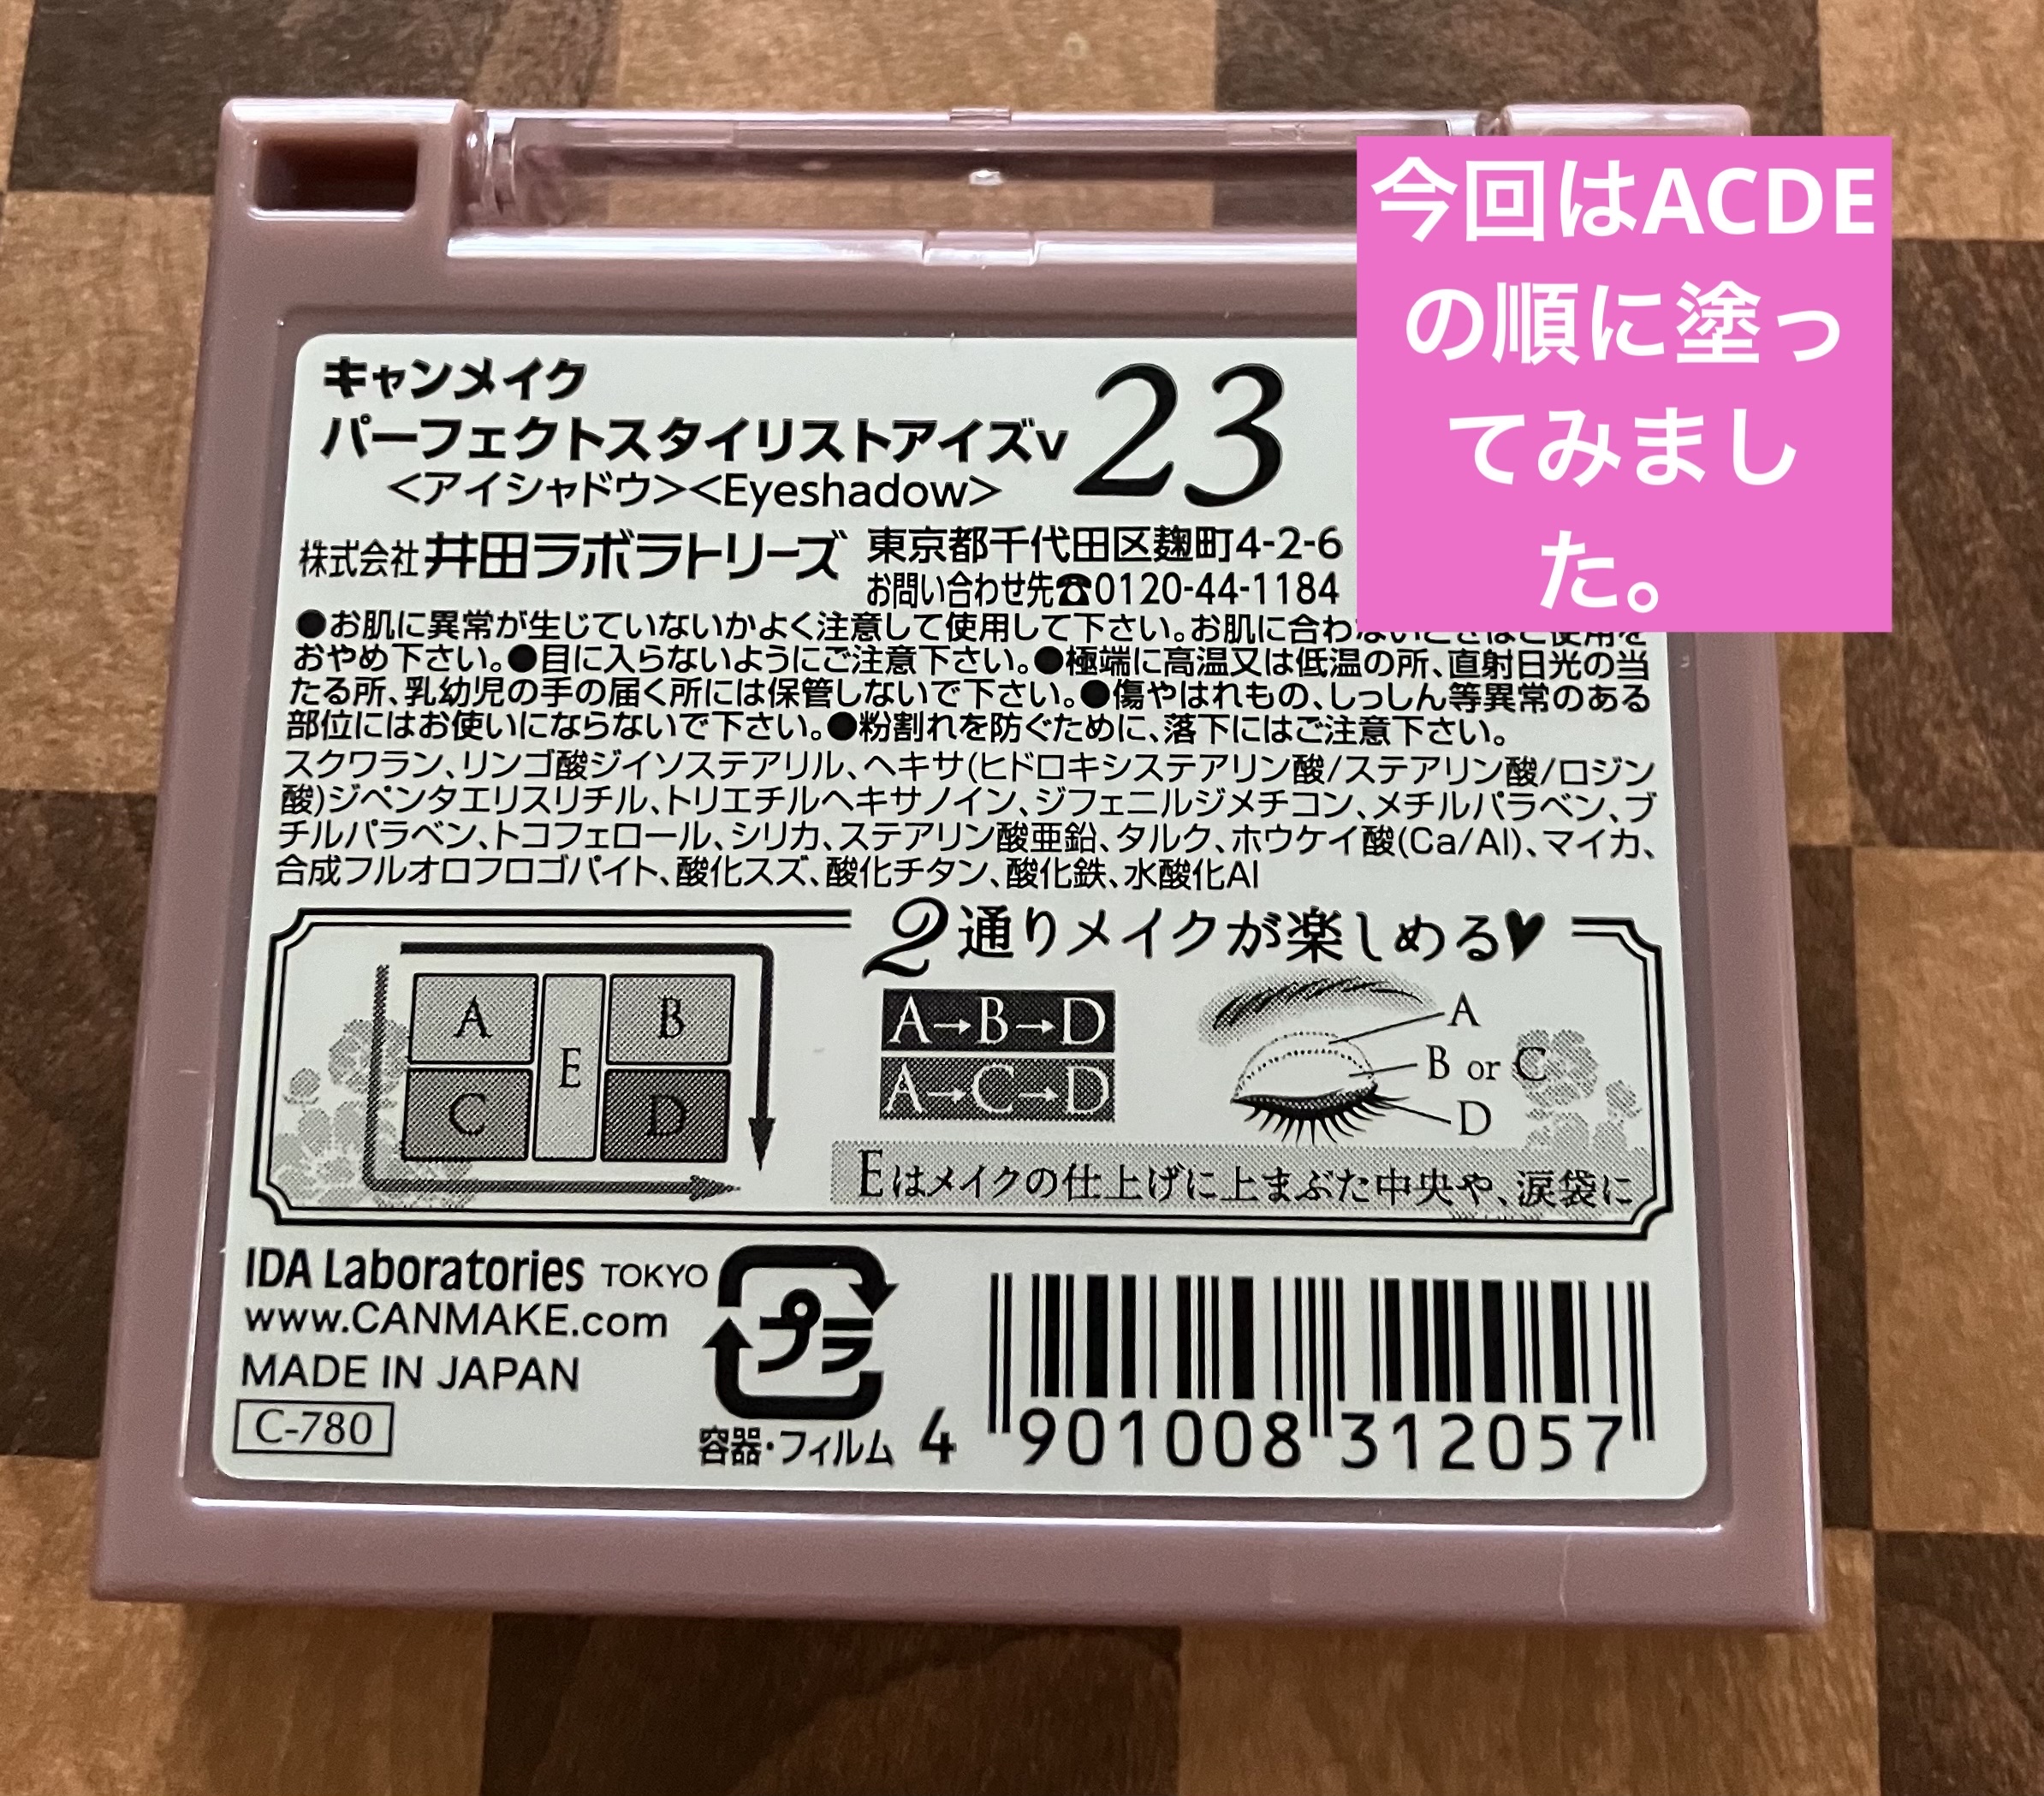 今回はACDE
の順に塗っ
てみまし
た。
キャンメイク
パーフェクトスタイリストアイズv
23
<アイシャドウ><Eyeshadow>
株式会社井田ラボラトリーズ
東京都千代田区麹町4-2-6
お問い合わせ先☎0120-44-1184
●お肌に異常が生じていないかよく注意して使用して下さい。お肌に合わないときはご使用を
おやめ下さい。●目に入らないようにご注意下さい。●極端に高温又は低温の所、直射日光の当
たる所、乳幼児の手の届く所には保管しないで下さい。●傷やはれもの、しっしん等異常のある
部位にはお使いにならないで下さい。●粉割れを防ぐために、落下にはご注意下さい。
スクワラン、リンゴ酸ジイソステアリル、ヘキサ(ヒドロキシステアリン酸/ステアリン酸/ロジン
酸)ジペンタエリスリチル、トリエチルヘキサノイン、ジフェニルジメチコン、メチルパラベン、ブ
チルパラベン、トコフェロール、シリカ、ステアリン酸亜鉛、タルク、ホウケイ酸(Ca/Al)、マイカ、
合成フルオロフロゴパイト、酸化スズ、酸化チタン、酸化鉄、水酸化Al
2通りメイクが楽しめる♥
A E B
C D
A→B→D
A→C→D
A
B or C
D
Eはメイクの仕上げに上まぶた中央や、涙袋に
IDA Laboratories TOKYO
www.CANMAKE.com
MADE IN JAPAN
C-780
プラ
容器・フィルム
4 901008 312057